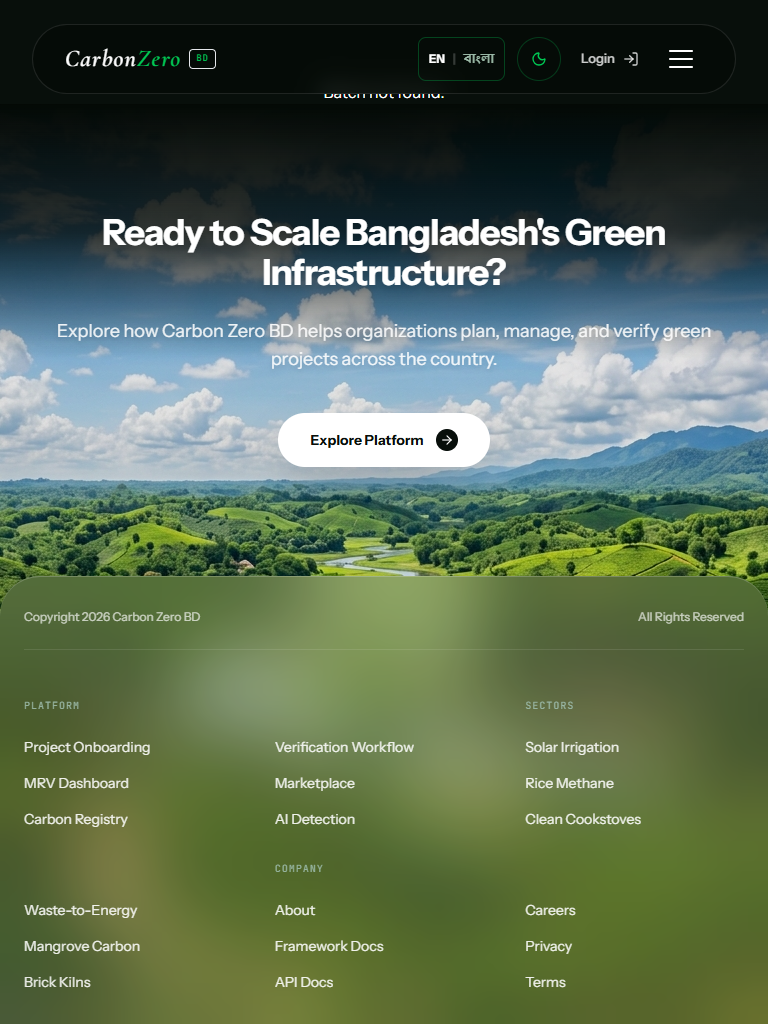 CarbonZero BD
EN | বাংলা
Login
Batch not found.
Ready to Scale Bangladesh's Green
Infrastructure?
Explore how Carbon Zero BD helps organizations plan, manage, and verify green
projects across the country.
Explore Platform
Copyright 2026 Carbon Zero BD
All Rights Reserved
PLATFORM
SECTORS
Project Onboarding
Verification Workflow
Solar Irrigation
MRV Dashboard
Marketplace
Rice Methane
Carbon Registry
AI Detection
Clean Cookstoves
COMPANY
Waste-to-Energy
About
Careers
Mangrove Carbon
Framework Docs
Privacy
Brick Kilns
API Docs
Terms